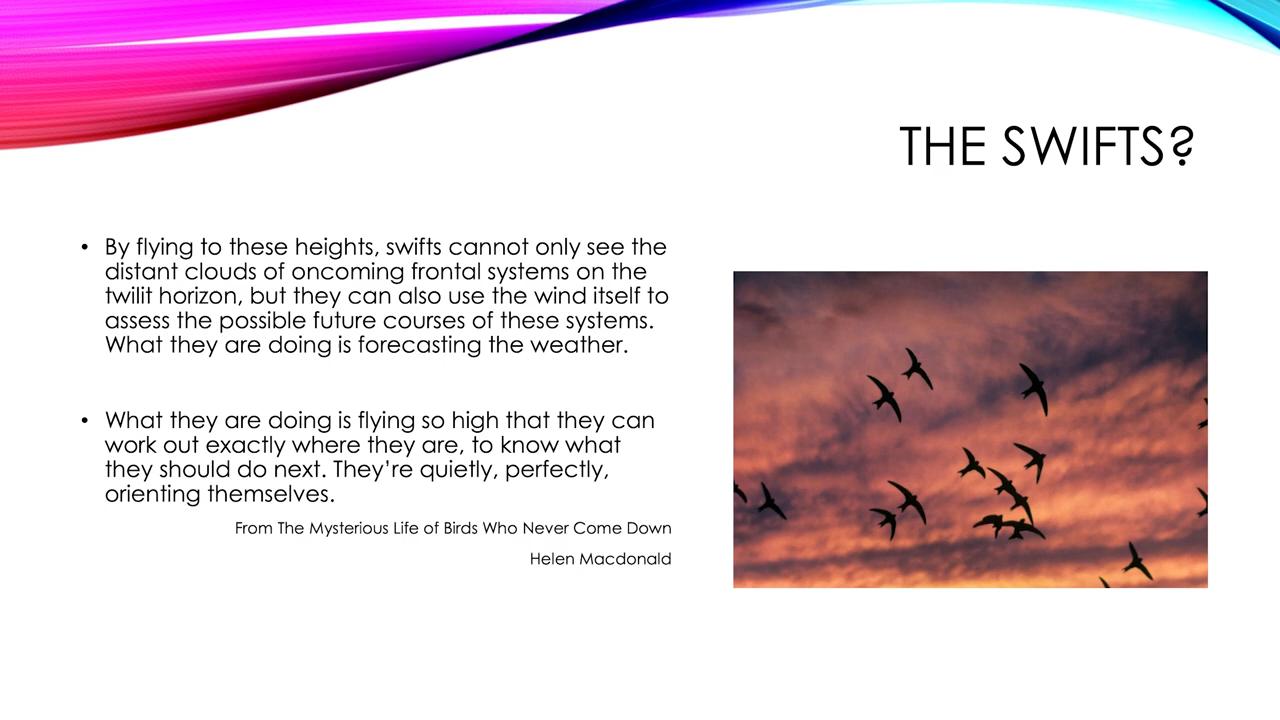 THE SWIFTS?
• By flying to these heights, swifts cannot only see the
distant clouds of oncoming frontal systems on the
twilit horizon, but they can also use the wind itself to
assess the possible future courses of these systems.
What they are doing is forecasting the weather.
• What they are doing is flying so high that they can
work out exactly where they are, to know what
they should do next. They’re quietly, perfectly,
orienting themselves.
From The Mysterious Life of Birds Who Never Come Down
Helen Macdonald